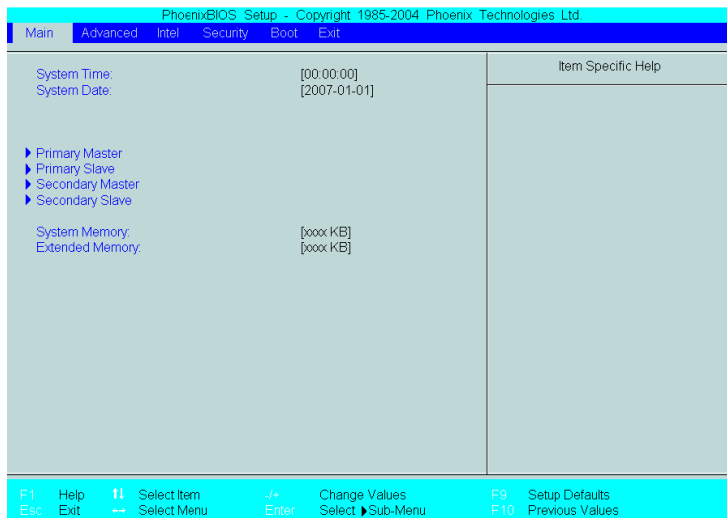 PhoenixBIOS Setup - Copyright 1985-2004 Phoenix Technologies Ltd.
Main Advanced Intel Security Boot Exit
Item Specific Help
System Time: [00:00:00]
System Date: [2007-01-01]
Primary Master
Primary Slave
Secondary Master
Secondary Slave
System Memory: [xxxx KB]
Extended Memory: [xxxx KB]
F1 Help ↑↓ Select Item -/+ Change Values F9 Setup Defaults
Esc Exit ←→ Select Menu Enter Select ▶Sub-Menu F10 Previous Values